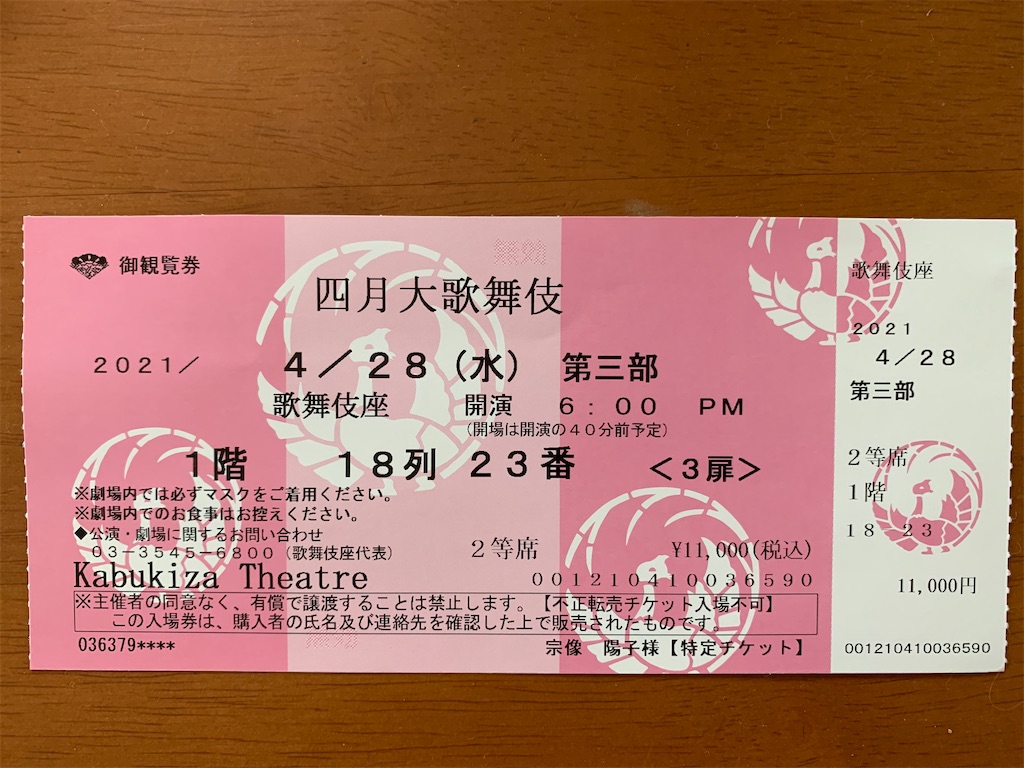 御観覧券
四月大歌舞伎
2021/ 4/28(水) 第三部
歌舞伎座 開演 6:00 PM
(開場は開演の40分前予定)
1階 18列 23番 <3扉>
※劇場内では必ずマスクをご着用ください。
※劇場内でのお食事はお控えください。
◆公演・劇場に関するお問い合わせ
03-3545-6800(歌舞伎座代表)
2等席 ¥11,000(税込)
Kabukiza Theatre 001210410036590
※主催者の同意なく、有償で譲渡することは禁止します。【不正転売チケット入場不可】
この入場券は、購入者の氏名及び連絡先を確認した上で販売されたものです。
036379**** 宗像 陽子様【特定チケット】
歌舞伎座
2021
4/28
第三部
2等席
1階
18 23
11,000円
001210410036590